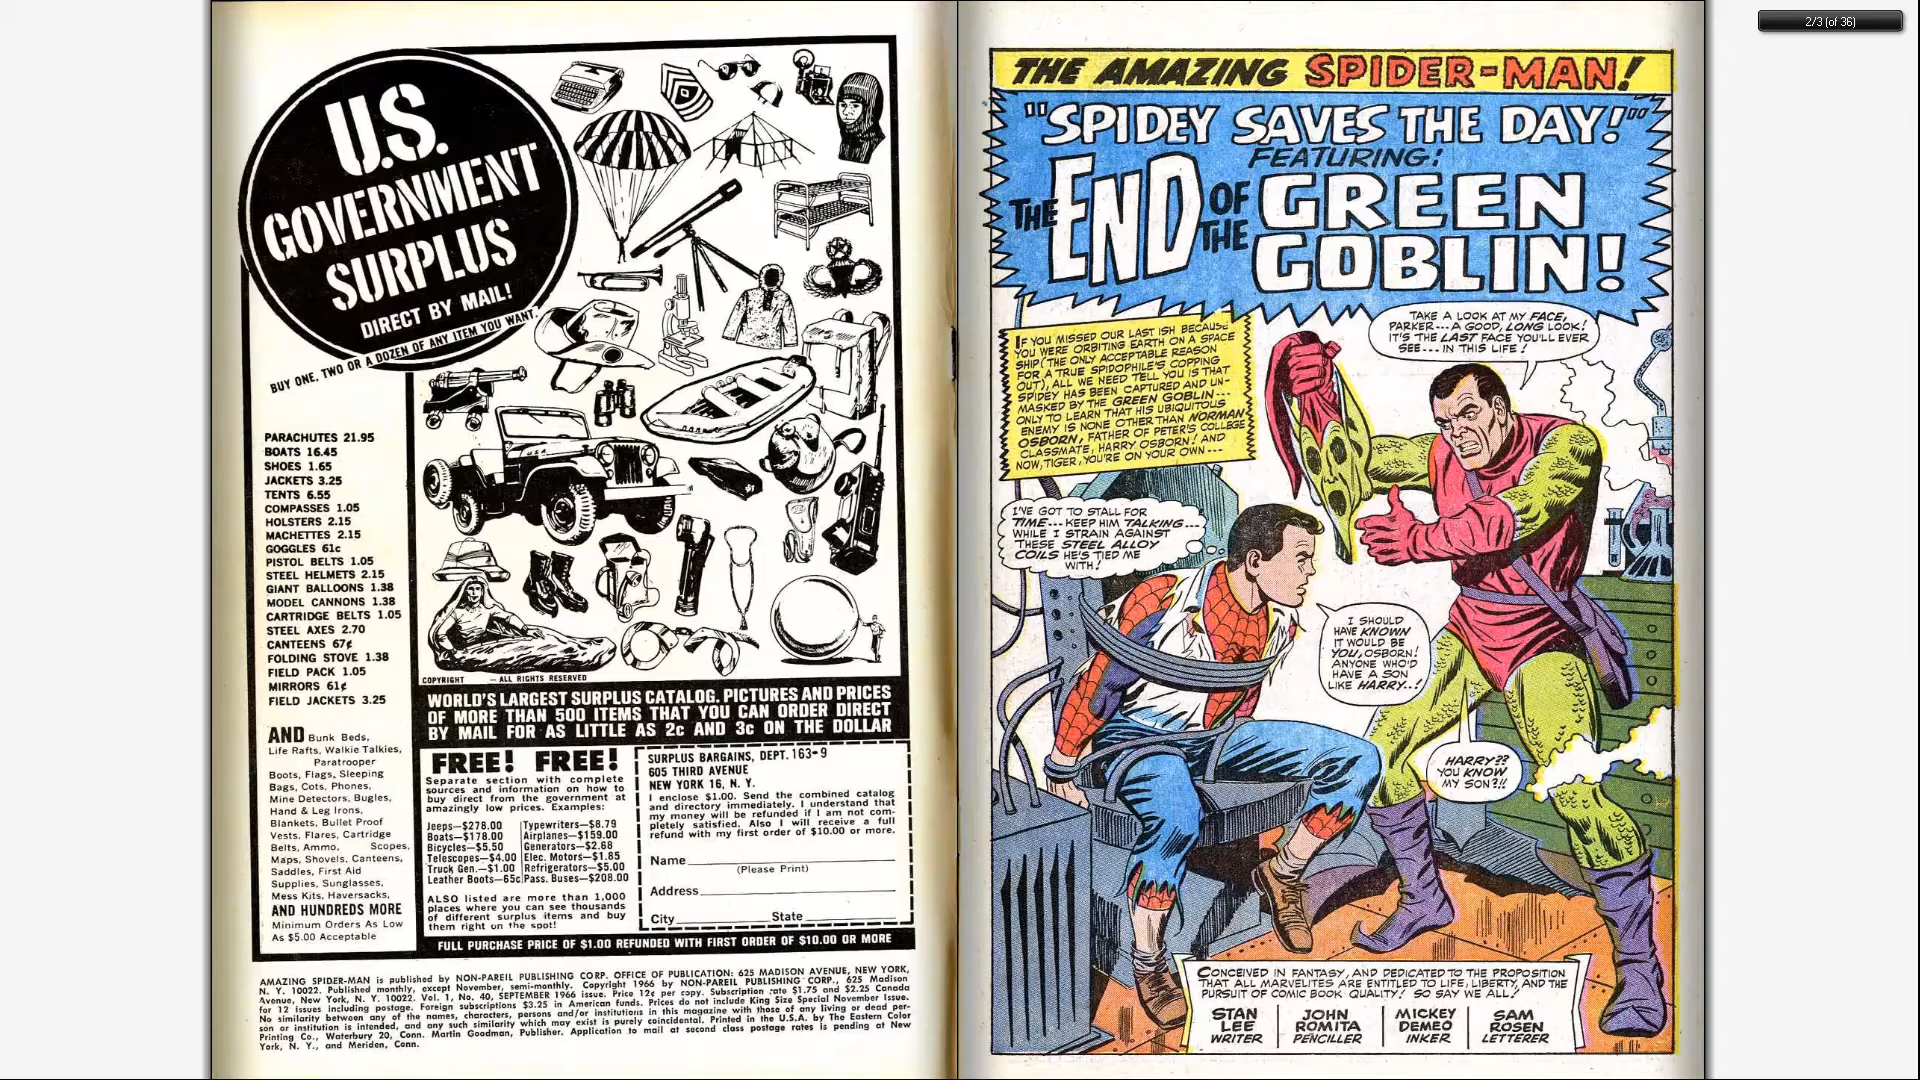 2/3 (of 36)
U.S.
GOVERNMENT
SURPLUS
DIRECT BY MAIL!
BUY ONE, TWO OR A DOZEN OF ANY ITEM YOU WANT.
PARACHUTES 21.95
BOATS 16.45
SHOES 1.65
JACKETS 3.25
TENTS 6.55
COMPASSES 1.05
HOLSTERS 2.15
MACHETTES 2.15
GOGGLES 61c
PISTOL BELTS 1.05
STEEL HELMETS 2.15
GIANT BALLOONS 1.38
MODEL CANNONS 1.38
CARTRIDGE BELTS 1.05
STEEL AXES 2.70
CANTEENS 67¢
FOLDING STOVE 1.38
FIELD PACK 1.05
MIRRORS 61¢
FIELD JACKETS 3.25
AND Bunk Beds,
Life Rafts, Walkie Talkies,
Paratrooper
Boots, Flags, Sleeping
Bags, Cots, Phones,
Mine Detectors, Bugles,
Hand & Leg Irons,
Blankets, Bullet Proof
Vests, Flares, Cartridge
Belts, Ammo, Scopes,
Maps, Shovels, Canteens,
Saddles, First Aid
Supplies, Sunglasses,
Mess Kits, Haversacks,
AND HUNDREDS MORE
Minimum Orders As Low
As $5.00 Acceptable
U.S.A.
COPYRIGHT — ALL RIGHTS RESERVED
WORLD'S LARGEST SURPLUS CATALOG. PICTURES AND PRICES
OF MORE THAN 500 ITEMS THAT YOU CAN ORDER DIRECT
BY MAIL FOR AS LITTLE AS 2c AND 3c ON THE DOLLAR
FREE! FREE!
Separate section with complete
sources and information on how to
buy direct from the government at
amazingly low prices. Examples:
Jeeps—$278.00 Typewriters—$8.79
Boats—$178.00 Airplanes—$159.00
Bicycles—$5.50 Generators—$2.68
Telescopes—$4.00 Elec. Motors—$1.85
Truck Gen.—$1.00 Refrigerators—$5.00
Leather Boots—65c Pass. Buses—$208.00
ALSO listed are more than 1,000
places where you can see thousands
of different surplus items and buy
them right on the spot!
SURPLUS BARGAINS, DEPT. 163-9
605 THIRD AVENUE
NEW YORK 16, N. Y.
I enclose $1.00. Send the combined catalog
and directory immediately. I understand that
my money will be refunded if I am not com-
pletely satisfied. Also I will receive a full
refund with my first order of $10.00 or more.
Name
(Please Print)
Address
City State
FULL PURCHASE PRICE OF $1.00 REFUNDED WITH FIRST ORDER OF $10.00 OR MORE
AMAZING SPIDER-MAN is published by NON-PAREIL PUBLISHING CORP. OFFICE OF PUBLICATION: 625 MADISON AVENUE, NEW YORK,
N. Y. 10022. Published monthly, except November, semi-monthly. Copyright 1966 by NON-PAREIL PUBLISHING CORP., 625 Madison
Avenue, New York, N. Y. 10022. Vol. 1, No. 40, SEPTEMBER 1966 issue. Price 12¢ per copy. Subscription rate $1.75 and $2.25 Canada
for 12 issues including postage. Foreign subscriptions $3.25 in American funds. Prices do not include King Size Special November Issue.
No similarity between any of the names, characters, persons and/or institutions in this magazine with those of any living or dead per-
son or institution is intended, and any such similarity which may exist is purely coincidental. Printed in the U.S.A. by The Eastern Color
Printing Co., Waterbury 20, Conn. Martin Goodman, Publisher. Application to mail at second class postage rates is pending at New
York, N. Y., and Meriden, Conn.
THE AMAZING SPIDER-MAN!
"SPIDEY SAVES THE DAY!"
FEATURING:
THE END OF THE GREEN
GOBLIN!
IF YOU MISSED OUR LAST ISH BECAUSE
YOU WERE ORBITING EARTH ON A SPACE
SHIP (THE ONLY ACCEPTABLE REASON
FOR A TRUE SPIDOPHILE'S COPPING
OUT), ALL WE NEED TELL YOU IS THAT
SPIDEY HAS BEEN CAPTURED AND UN-
MASKED BY THE GREEN GOBLIN---
ONLY TO LEARN THAT HIS UBIQUITOUS
ENEMY IS NONE OTHER THAN NORMAN
OSBORN, FATHER OF PETER'S COLLEGE
CLASSMATE, HARRY OSBORN! AND
NOW, TIGER, YOU'RE ON YOUR OWN---
TAKE A LOOK AT MY FACE,
PARKER---A GOOD, LONG LOOK!
IT'S THE LAST FACE YOU'LL EVER
SEE---IN THIS LIFE!
I'VE GOT TO STALL FOR
TIME---KEEP HIM TALKING---
WHILE I STRAIN AGAINST
THESE STEEL ALLOY
COILS HE'S TIED ME
WITH!
I SHOULD
HAVE KNOWN
IT WOULD BE
YOU, OSBORN!
ANYONE WHO'D
HAVE A SON
LIKE HARRY..!
HARRY??
YOU KNOW
MY SON?!!
CONCEIVED IN FANTASY, AND DEDICATED TO THE PROPOSITION
THAT ALL MARVELITES ARE ENTITLED TO LIFE, LIBERTY, AND THE
PURSUIT OF COMIC BOOK QUALITY! SO SAY WE ALL!
STAN
LEE
WRITER
JOHN
ROMITA
PENCILLER
MICKEY
DEMEO
INKER
SAM
ROSEN
LETTERER